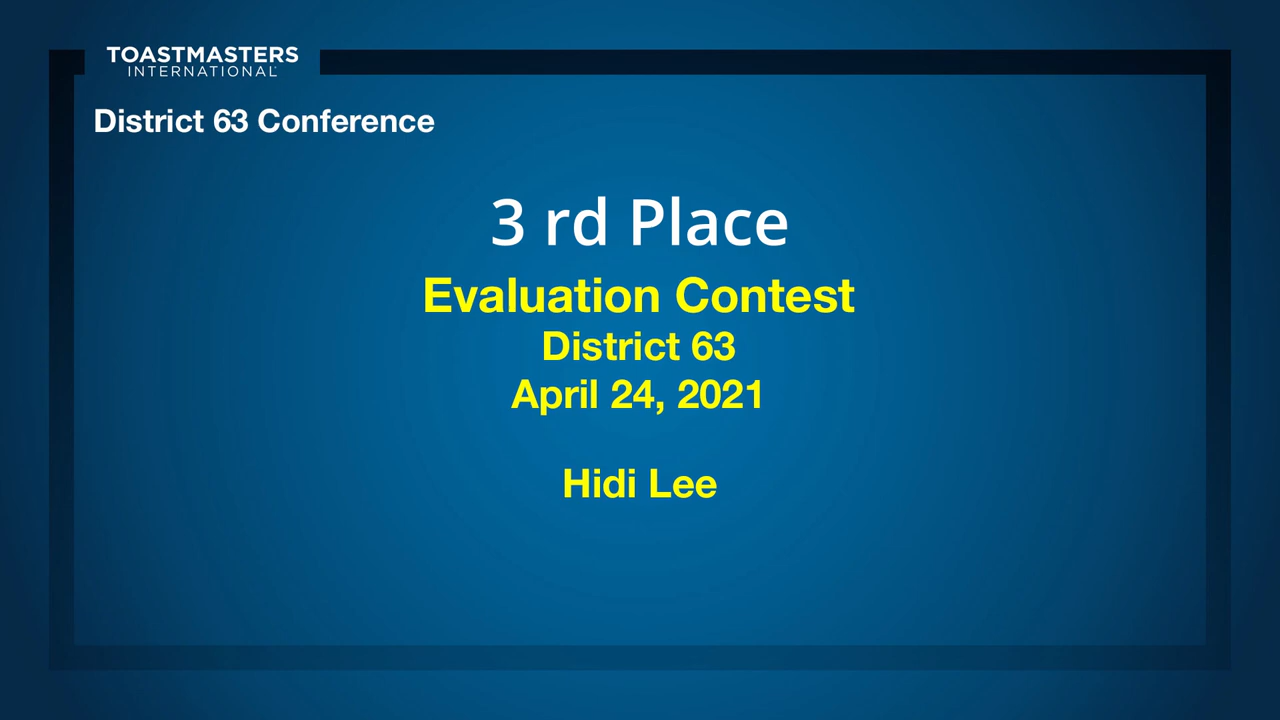 TOASTMASTERS
INTERNATIONAL
District 63 Conference
3 rd Place
Evaluation Contest
District 63
April 24, 2021
Hidi Lee